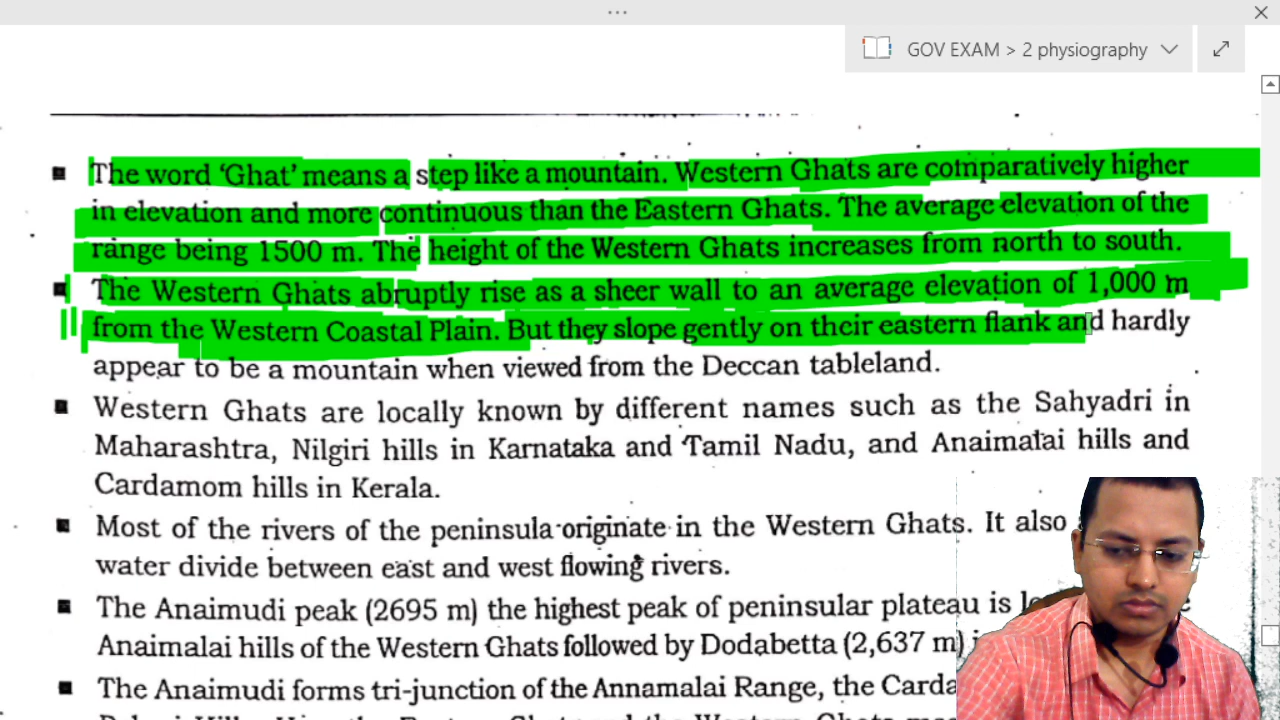 GOV EXAM > 2 physiography
■ The word ‘Ghat’ means a step like a mountain. Western Ghats are comparatively higher
in elevation and more continuous than the Eastern Ghats. The average elevation of the
range being 1500 m. The height of the Western Ghats increases from north to south.
■ The Western Ghats abruptly rise as a sheer wall to an average elevation of 1,000 m
from the Western Coastal Plain. But they slope gently on their eastern flank and hardly
appear to be a mountain when viewed from the Deccan tableland.
■ Western Ghats are locally known by different names such as the Sahyadri in
Maharashtra, Nilgiri hills in Karnataka and Tamil Nadu, and Anaimalai hills and
Cardamom hills in Kerala.
■ Most of the rivers of the peninsula originate in the Western Ghats. It also
water divide between east and west flowing rivers.
■ The Anaimudi peak (2695 m) the highest peak of peninsular plateau is
Anaimalai hills of the Western Ghats followed by Dodabetta (2,637 m)
■ The Anaimudi forms tri-junction of the Annamalai Range, the Carda